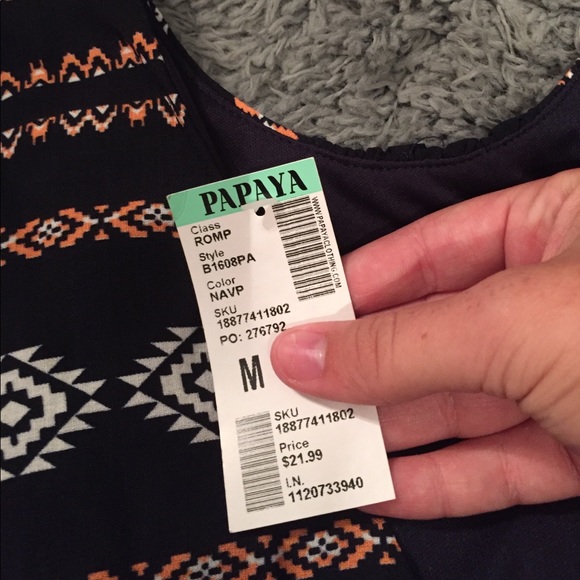 PAPAYA
WWW.PAPAYACLOTHING.COM
Class
ROMP
Style
B1608PA
Color
NAVP
SKU
18877411802
PO: 276792
M
SKU
18877411802
Price
$21.99
I.N.
1120733940